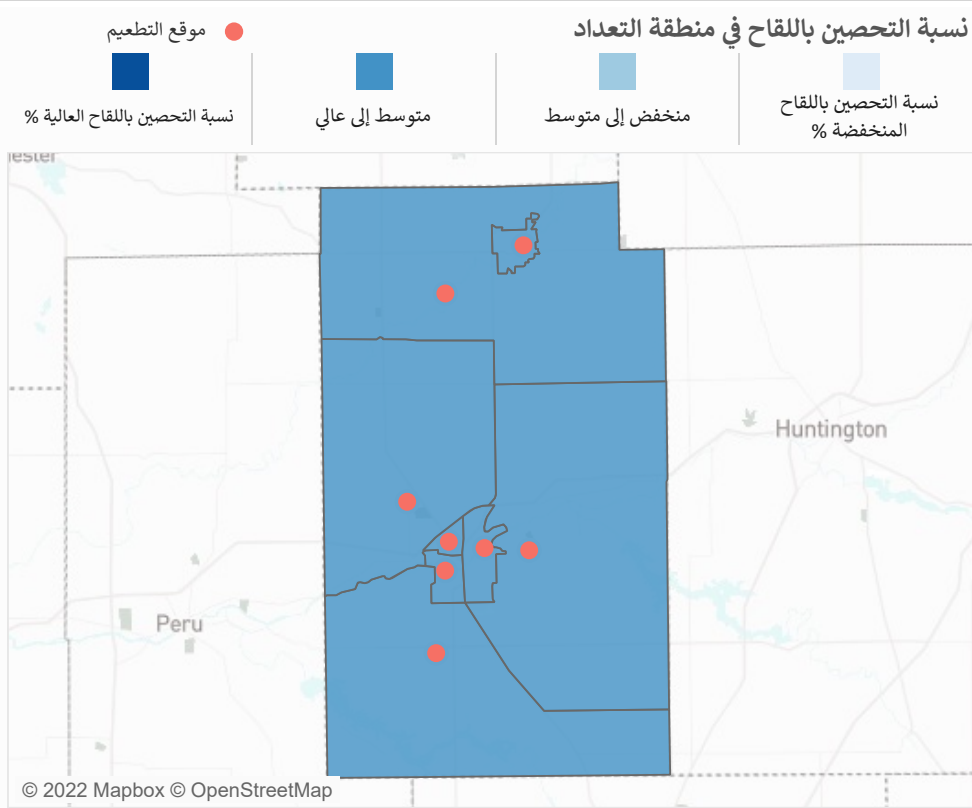 نسبة التحصين باللقاح في منطقة التعداد
موقع التطعيم
نسبة التحصين باللقاح
المنخفضة %
منخفض إلى متوسط
متوسط إلى عالي
نسبة التحصين باللقاح العالية %
Huntington
Peru
© 2022 Mapbox © OpenStreetMap